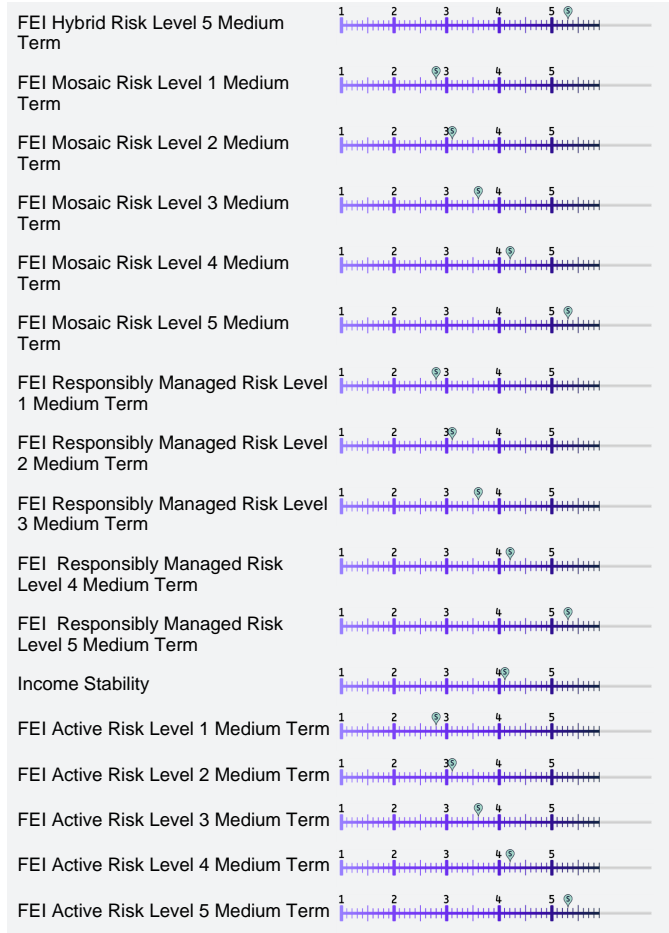 FEI Hybrid Risk Level 5 Medium
Term
1 2 3 4 5 S
FEI Mosaic Risk Level 1 Medium
Term
1 2 S 3 4 5
FEI Mosaic Risk Level 2 Medium
Term
1 2 3 S 4 5
FEI Mosaic Risk Level 3 Medium
Term
1 2 3 S 4 5
FEI Mosaic Risk Level 4 Medium
Term
1 2 3 4 S 5
FEI Mosaic Risk Level 5 Medium
Term
1 2 3 4 5 S
FEI Responsibly Managed Risk Level
1 Medium Term
1 2 S 3 4 5
FEI Responsibly Managed Risk Level
2 Medium Term
1 2 3 S 4 5
FEI Responsibly Managed Risk Level
3 Medium Term
1 2 3 S 4 5
FEI  Responsibly Managed Risk
Level 4 Medium Term
1 2 3 4 S 5
FEI  Responsibly Managed Risk
Level 5 Medium Term
1 2 3 4 5 S
Income Stability
1 2 3 4 S 5
FEI Active Risk Level 1 Medium Term
1 2 S 3 4 5
FEI Active Risk Level 2 Medium Term
1 2 3 S 4 5
FEI Active Risk Level 3 Medium Term
1 2 3 S 4 5
FEI Active Risk Level 4 Medium Term
1 2 3 4 S 5
FEI Active Risk Level 5 Medium Term
1 2 3 4 5 S